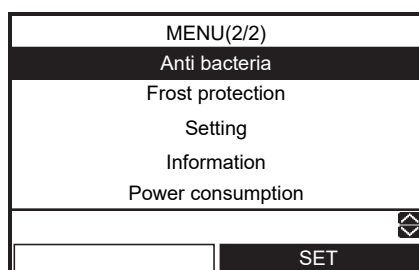 MENU(2/2)
Anti bacteria
Frost protection
Setting
Information
Power consumption
SET